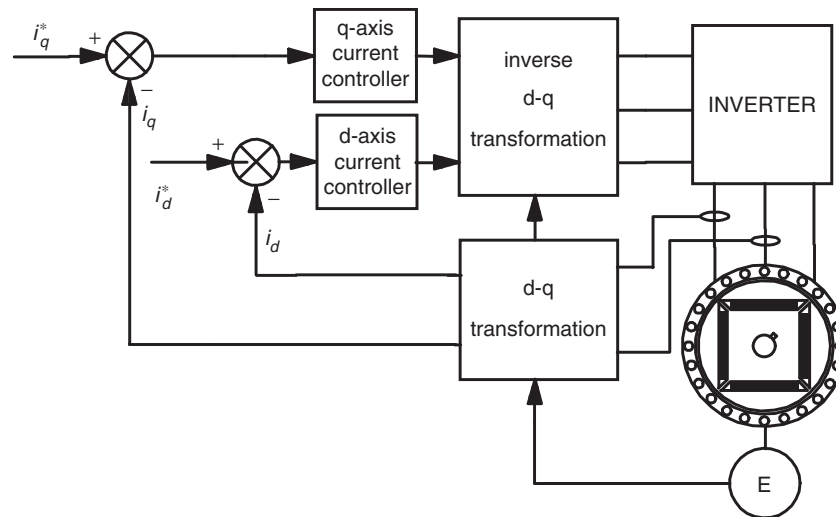 i*q
+
−
iq
q-axis
current
controller
inverse
d-q
transformation
INVERTER
+
−
i*d
id
d-axis
current
controller
d-q
transformation
E